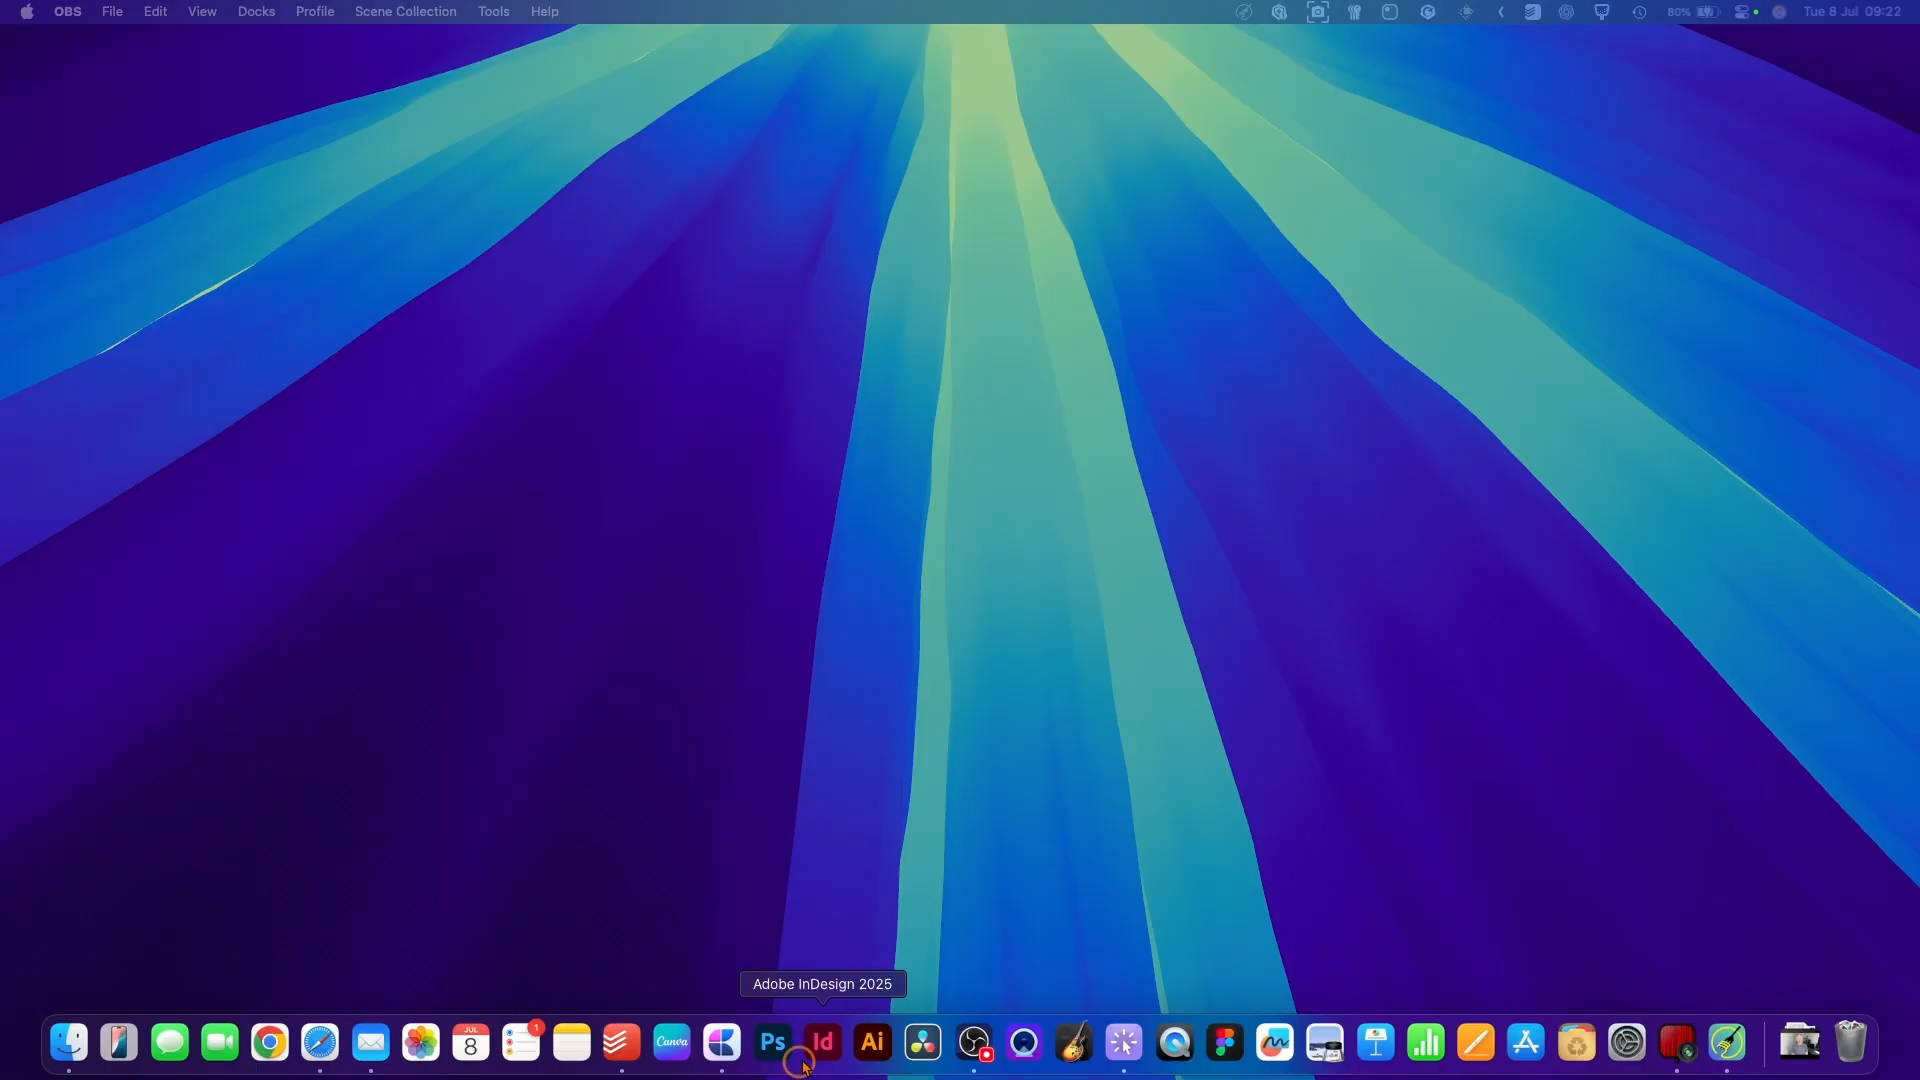 OBS File Edit View Docks Profile Scene Collection Tools Help 80% Tue 8 Jul 09:22
Adobe InDesign 2025
JUL
8
1
Canva
Ps
Id
Ai